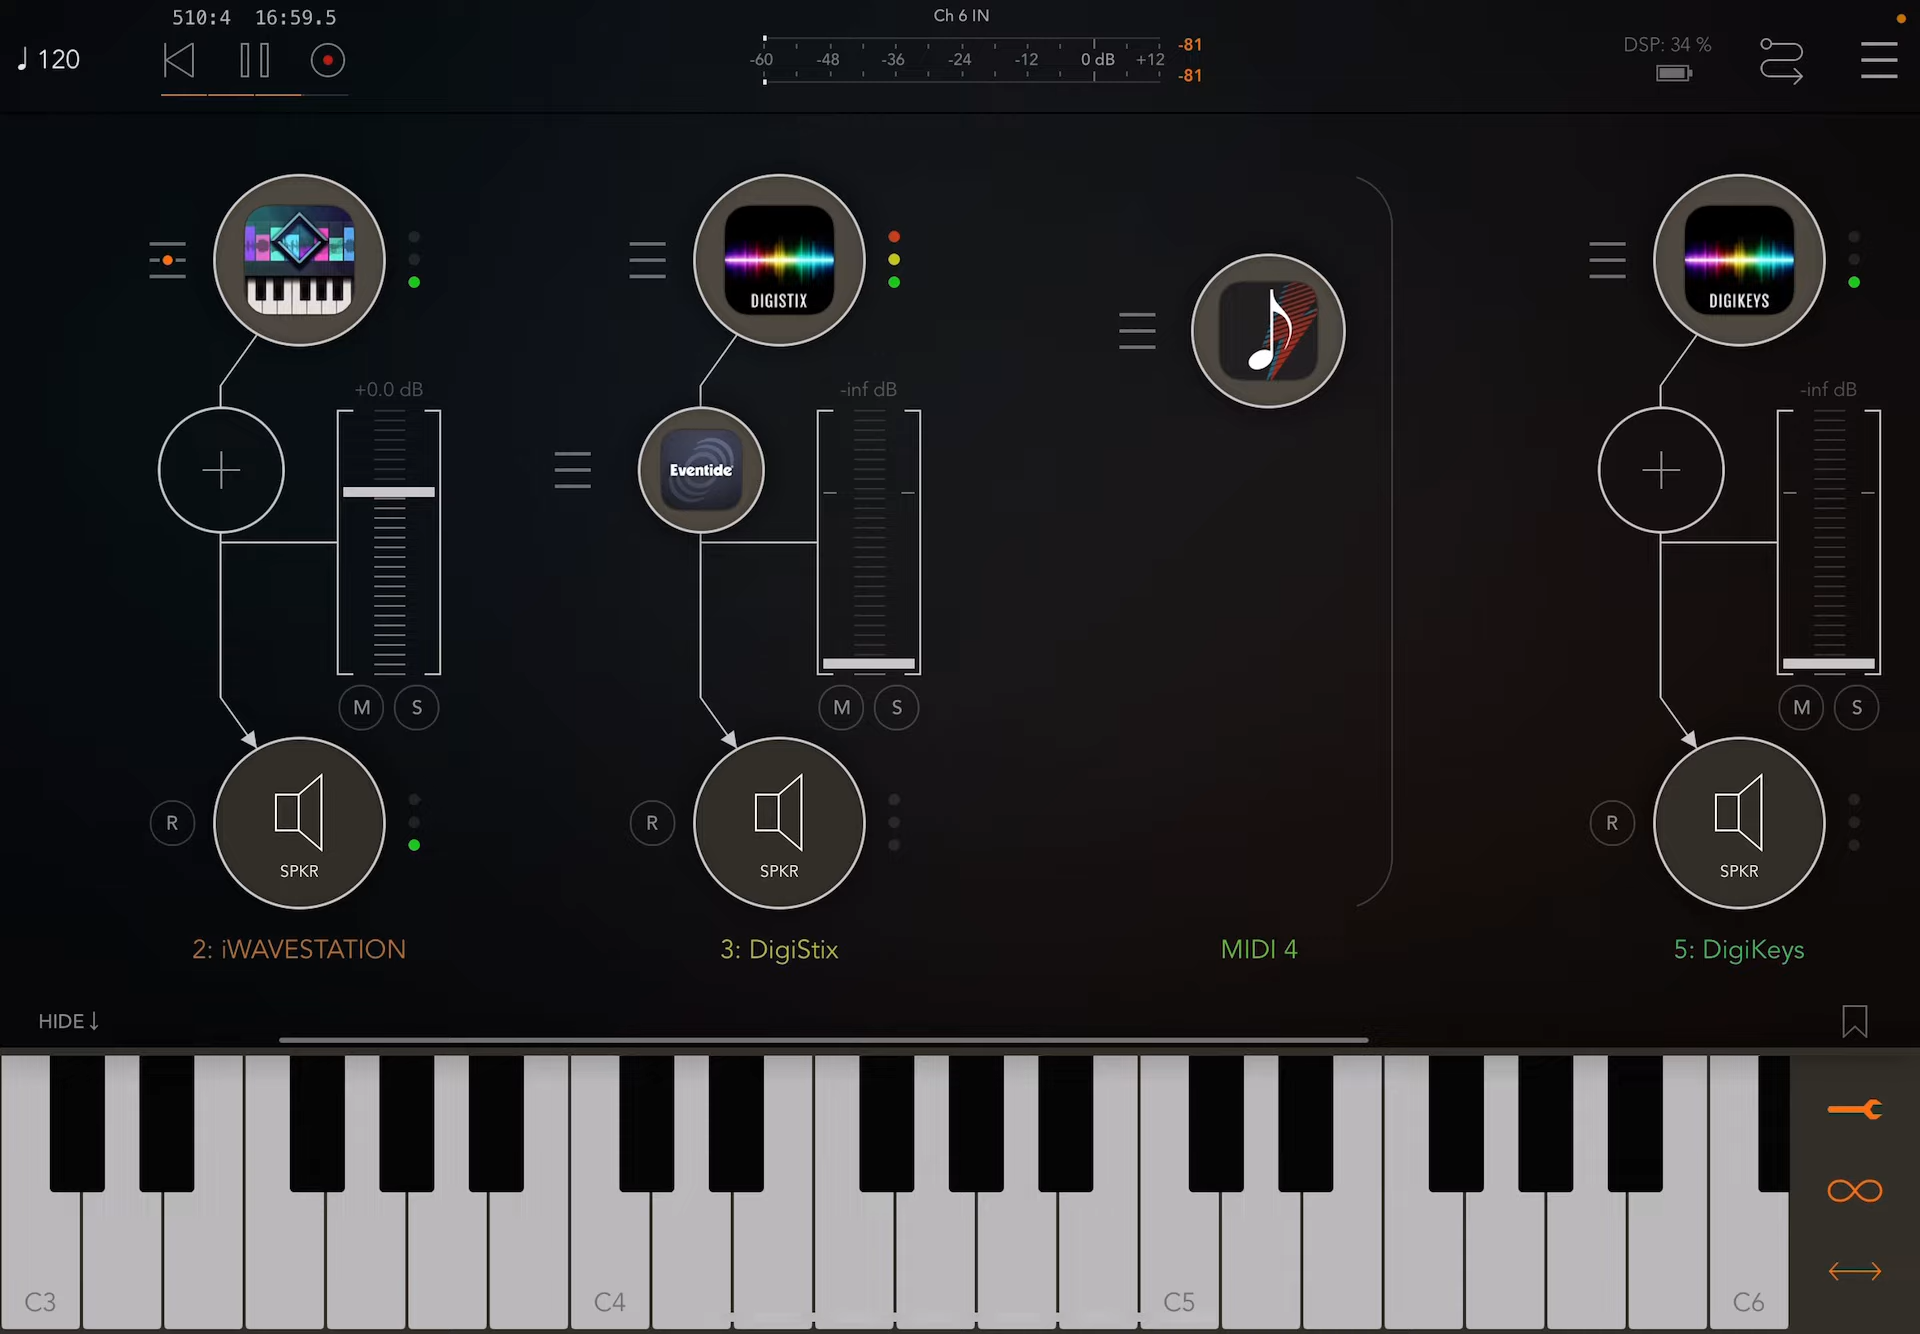 510:4 16:59.5
♩ 120
Ch 6 IN
-60 -48 -36 -24 -12 0 dB +12
-81
-81
DSP: 34 %
DIGISTIX
DIGIKEYS
+0.0 dB
-inf dB
-inf dB
Eventide
M S
M S
M S
R
SPKR
R
SPKR
R
SPKR
2: iWAVESTATION
3: DigiStix
MIDI 4
5: DigiKeys
HIDE↓
C3
C4
C5
C6